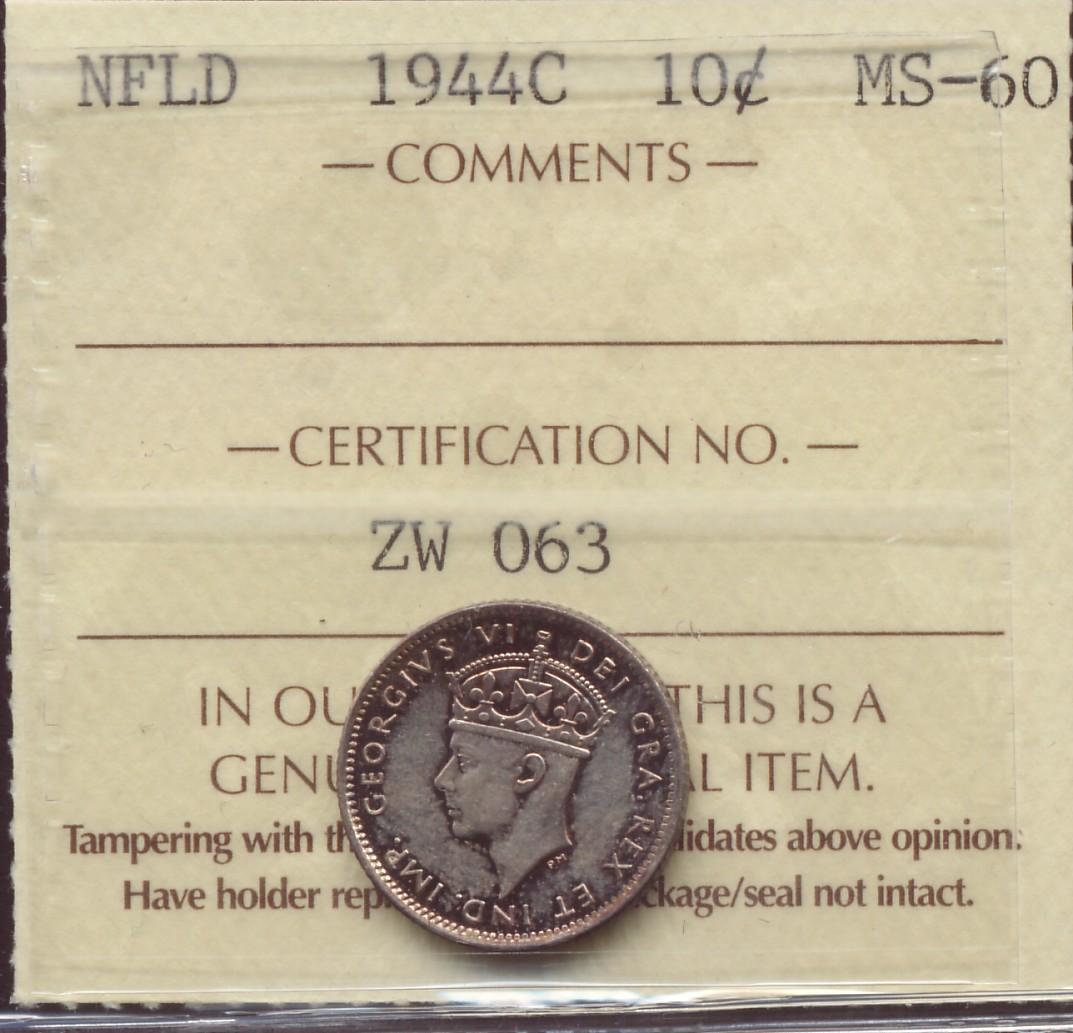 NFLD 1944C 10¢ MS-60
— COMMENTS —
— CERTIFICATION NO. —
ZW 063
IN OU THIS IS A
GENU AL ITEM.
Tampering with th lidates above opinion.
Have holder rep ckage/seal not intact.
GEORGIVS VI DEI GRA. REX ET IND. IMP.
PM